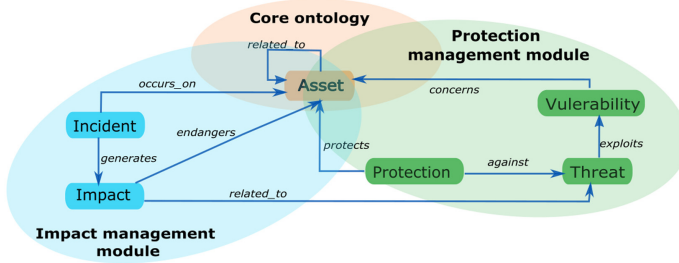 Core ontology
Protection
management module
related_to
Asset
occurs_on
concerns
Vulerability
Incident
endangers
protects
exploits
generates
against
Protection
Threat
Impact
related_to
Impact management
module